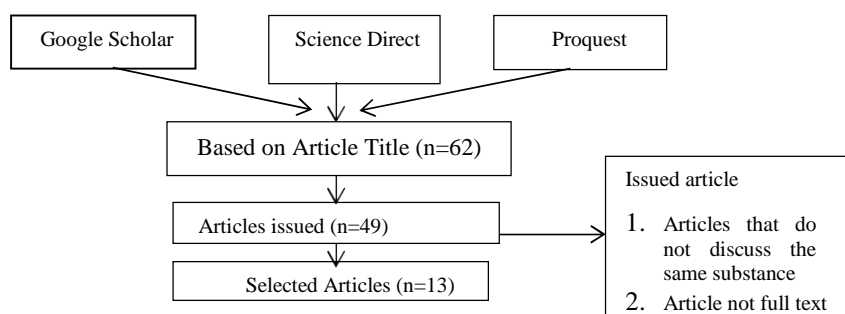 Google Scholar
Science Direct
Proquest
Based on Article Title (n=62)
Articles issued (n=49)
Selected Articles (n=13)
Issued article
1. Articles that do
not discuss the
same substance
2. Article not full text